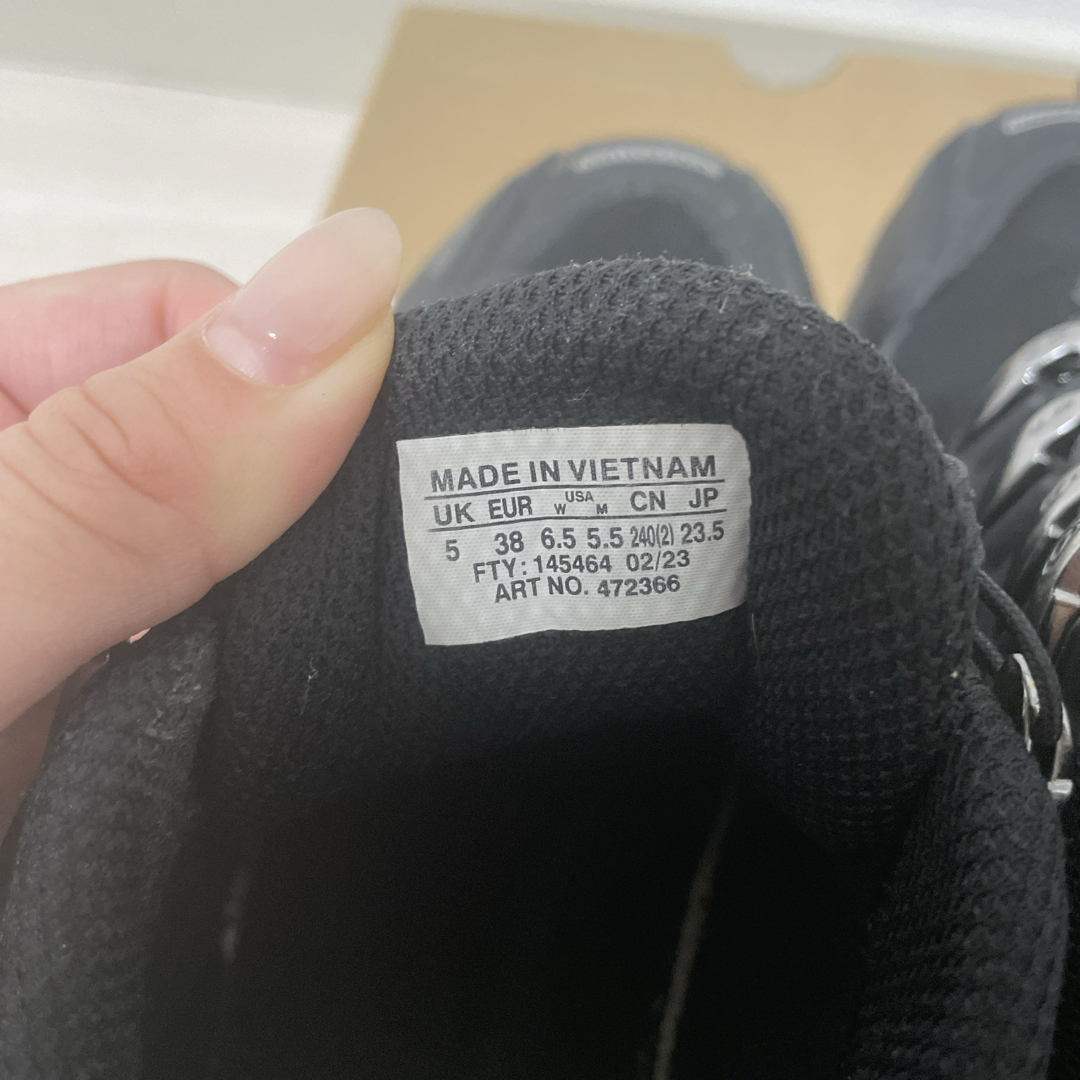 MADE IN VIETNAM
UK EUR W USA M CN JP
5 38 6.5 5.5 240(2) 23.5
FTY: 145464 02/23
ART NO. 472366